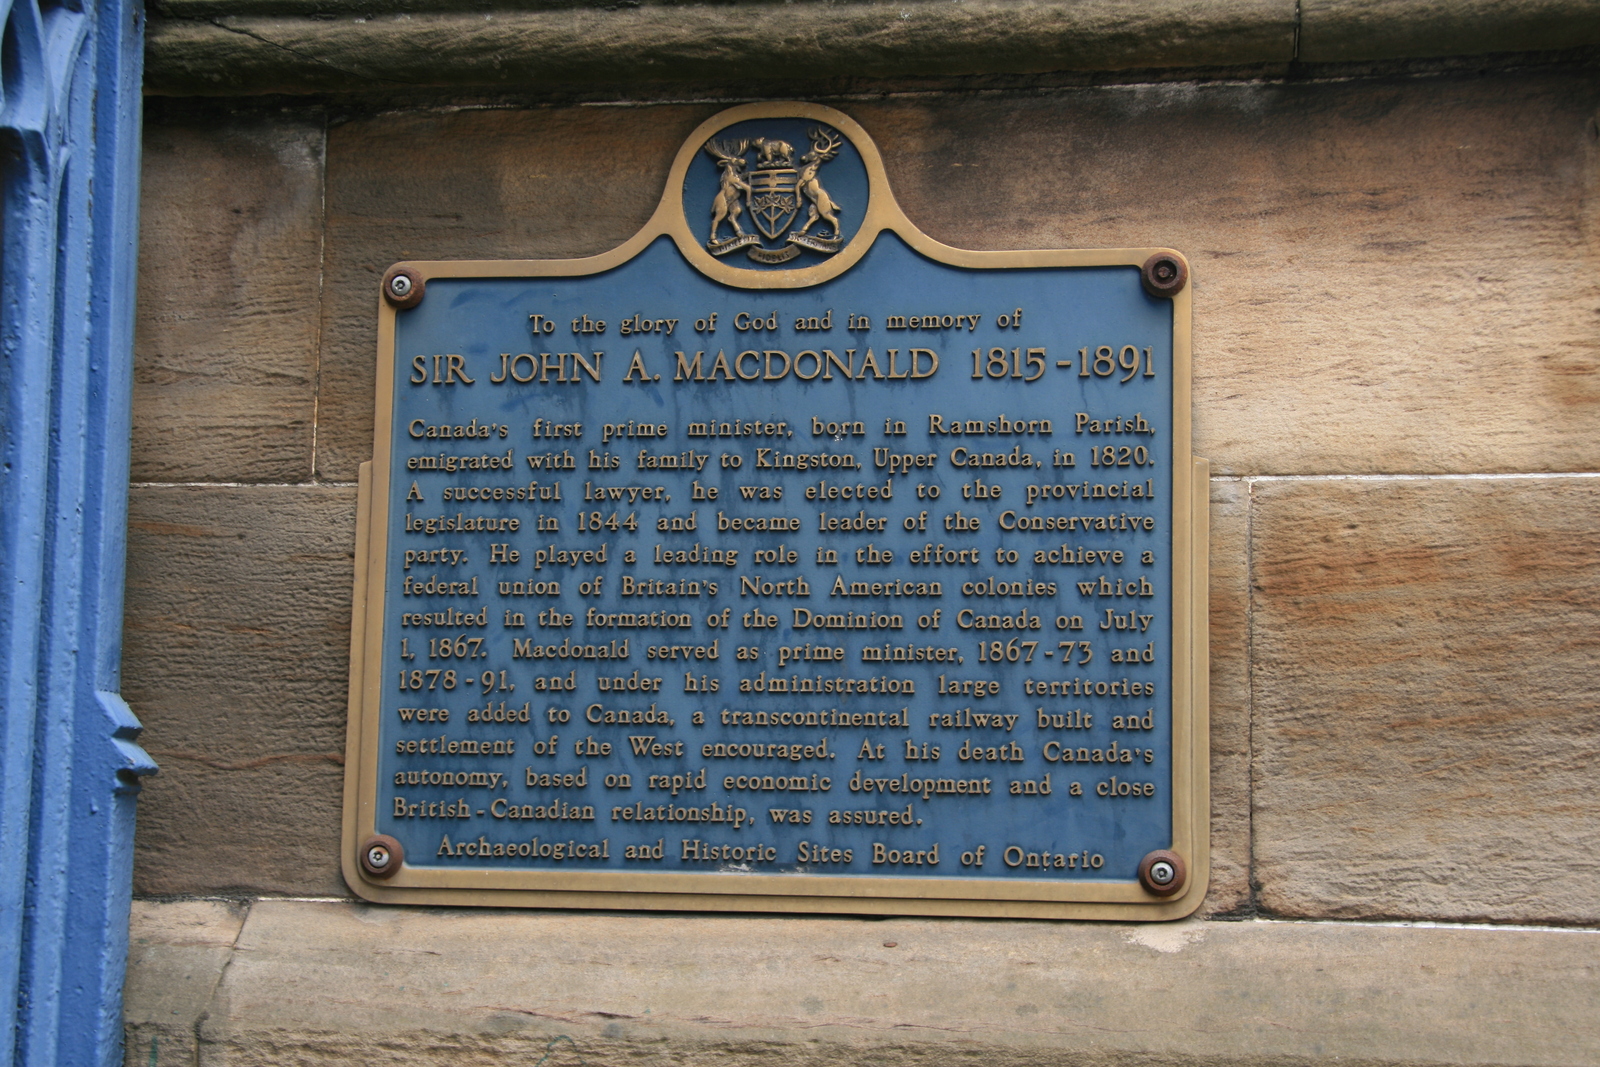 To the glory of God and in memory of
SIR JOHN A. MACDONALD 1815-1891
Canada's first prime minister, born in Ramshorn Parish,
emigrated with his family to Kingston, Upper Canada, in 1820.
A successful lawyer, he was elected to the provincial
legislature in 1844 and became leader of the Conservative
party. He played a leading role in the effort to achieve a
federal union of Britain's North American colonies which
resulted in the formation of the Dominion of Canada on July
1, 1867. Macdonald served as prime minister, 1867-73 and
1878-91, and under his administration large territories
were added to Canada, a transcontinental railway built and
settlement of the West encouraged. At his death Canada's
autonomy, based on rapid economic development and a close
British-Canadian relationship, was assured.
Archaeological and Historic Sites Board of Ontario